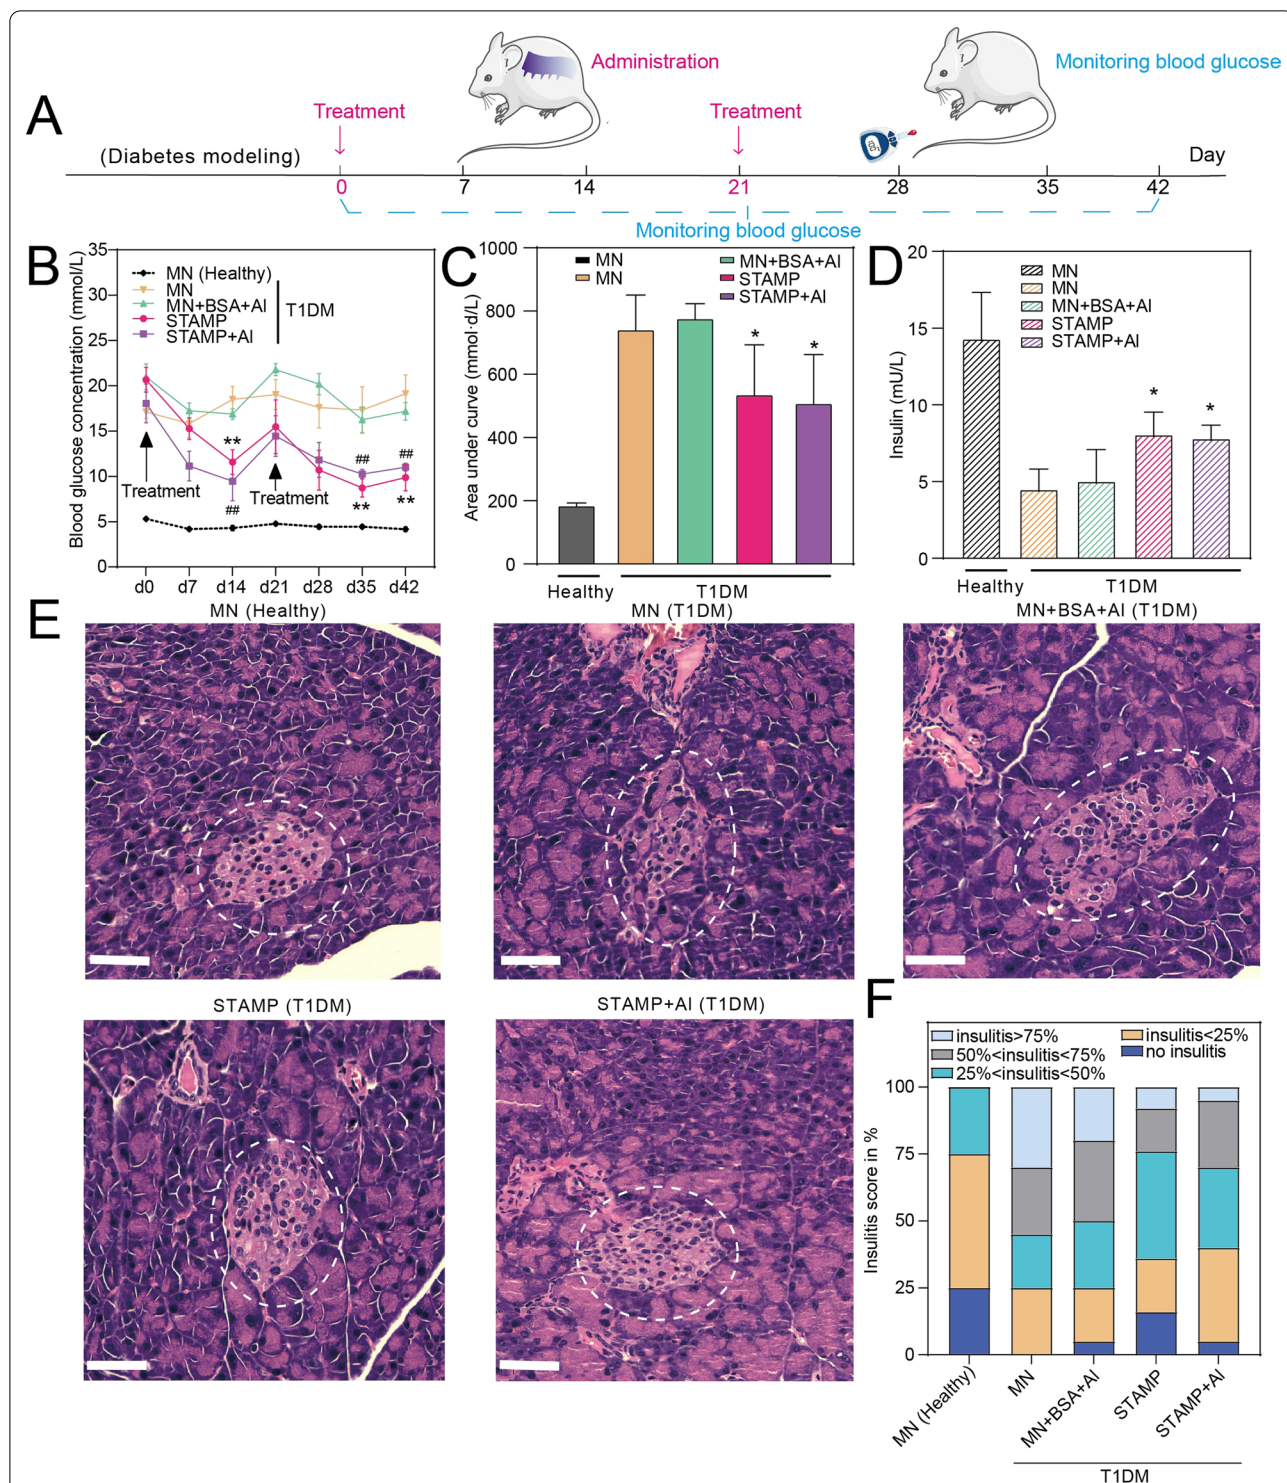 A
Administration
Monitoring blood glucose
Treatment
Treatment
(Diabetes modeling)
Day
0
7
14
21
28
35
42
Monitoring blood glucose
B
Blood glucose concentration (mmol/L)
35
30
25
20
15
10
5
0
MN (Healthy)
MN
MN+BSA+Al
STAMP
STAMP+Al
T1DM
**
##
##
##
**
**
Treatment
Treatment
d0 d7 d14 d21 d28 d35 d42
C
Area under curve (mmol·d/L)
1000
800
600
400
200
0
MN
MN
MN+BSA+Al
STAMP
STAMP+Al
*
*
Healthy
T1DM
D
Insulin (mU/L)
20
15
10
5
0
MN
MN
MN+BSA+Al
STAMP
STAMP+Al
*
*
Healthy
T1DM
E
MN (Healthy)
MN (T1DM)
MN+BSA+Al (T1DM)
STAMP (T1DM)
STAMP+Al (T1DM)
F
insulitis>75%
50%<insulitis<75%
25%<insulitis<50%
insulitis<25%
no insulitis
Insulitis score in %
100
75
50
25
0
MN (Healthy)
MN
MN+BSA+Al
STAMP
STAMP+Al
T1DM